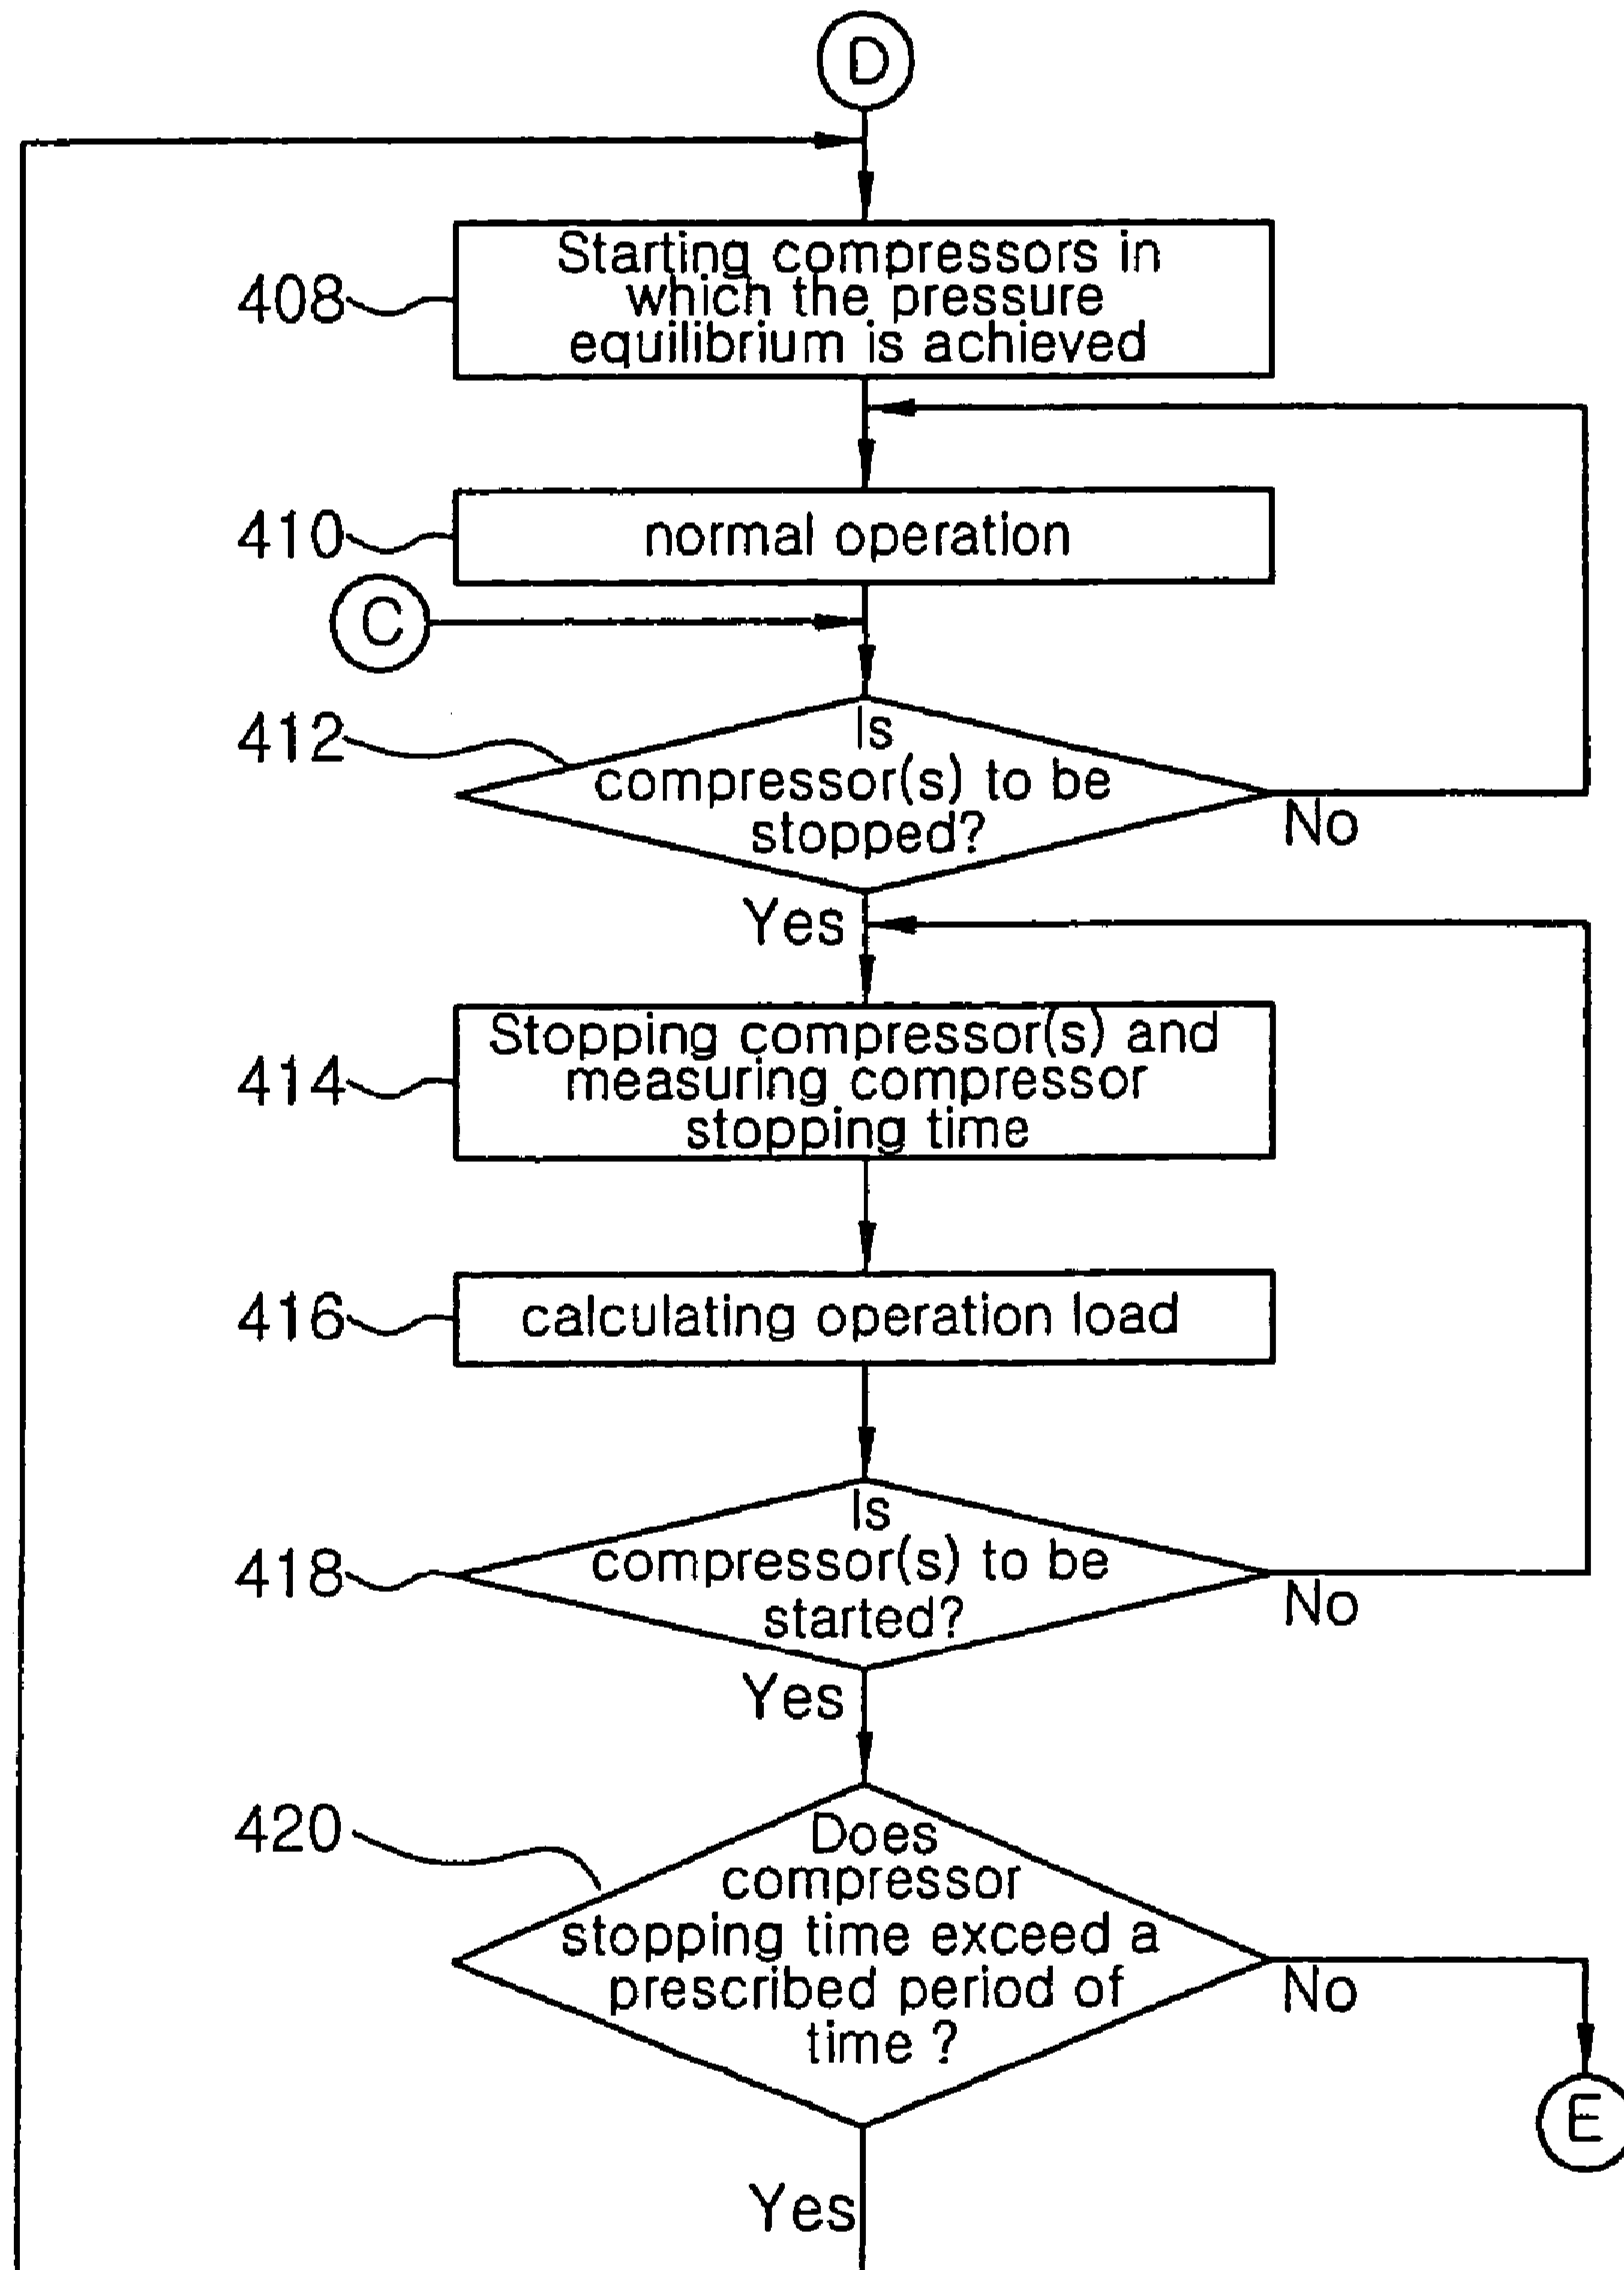 D
408
Starting compressors in
which the pressure
equilibrium is achieved
410
normal operation
C
412
Is
compressor(s) to be
stopped?
No
Yes
414
Stopping compressor(s) and
measuring compressor
stopping time
416
calculating operation load
418
Is
compressor(s) to be
started?
No
Yes
420
Does
compressor
stopping time exceed a
prescribed period of
time ?
No
E
Yes